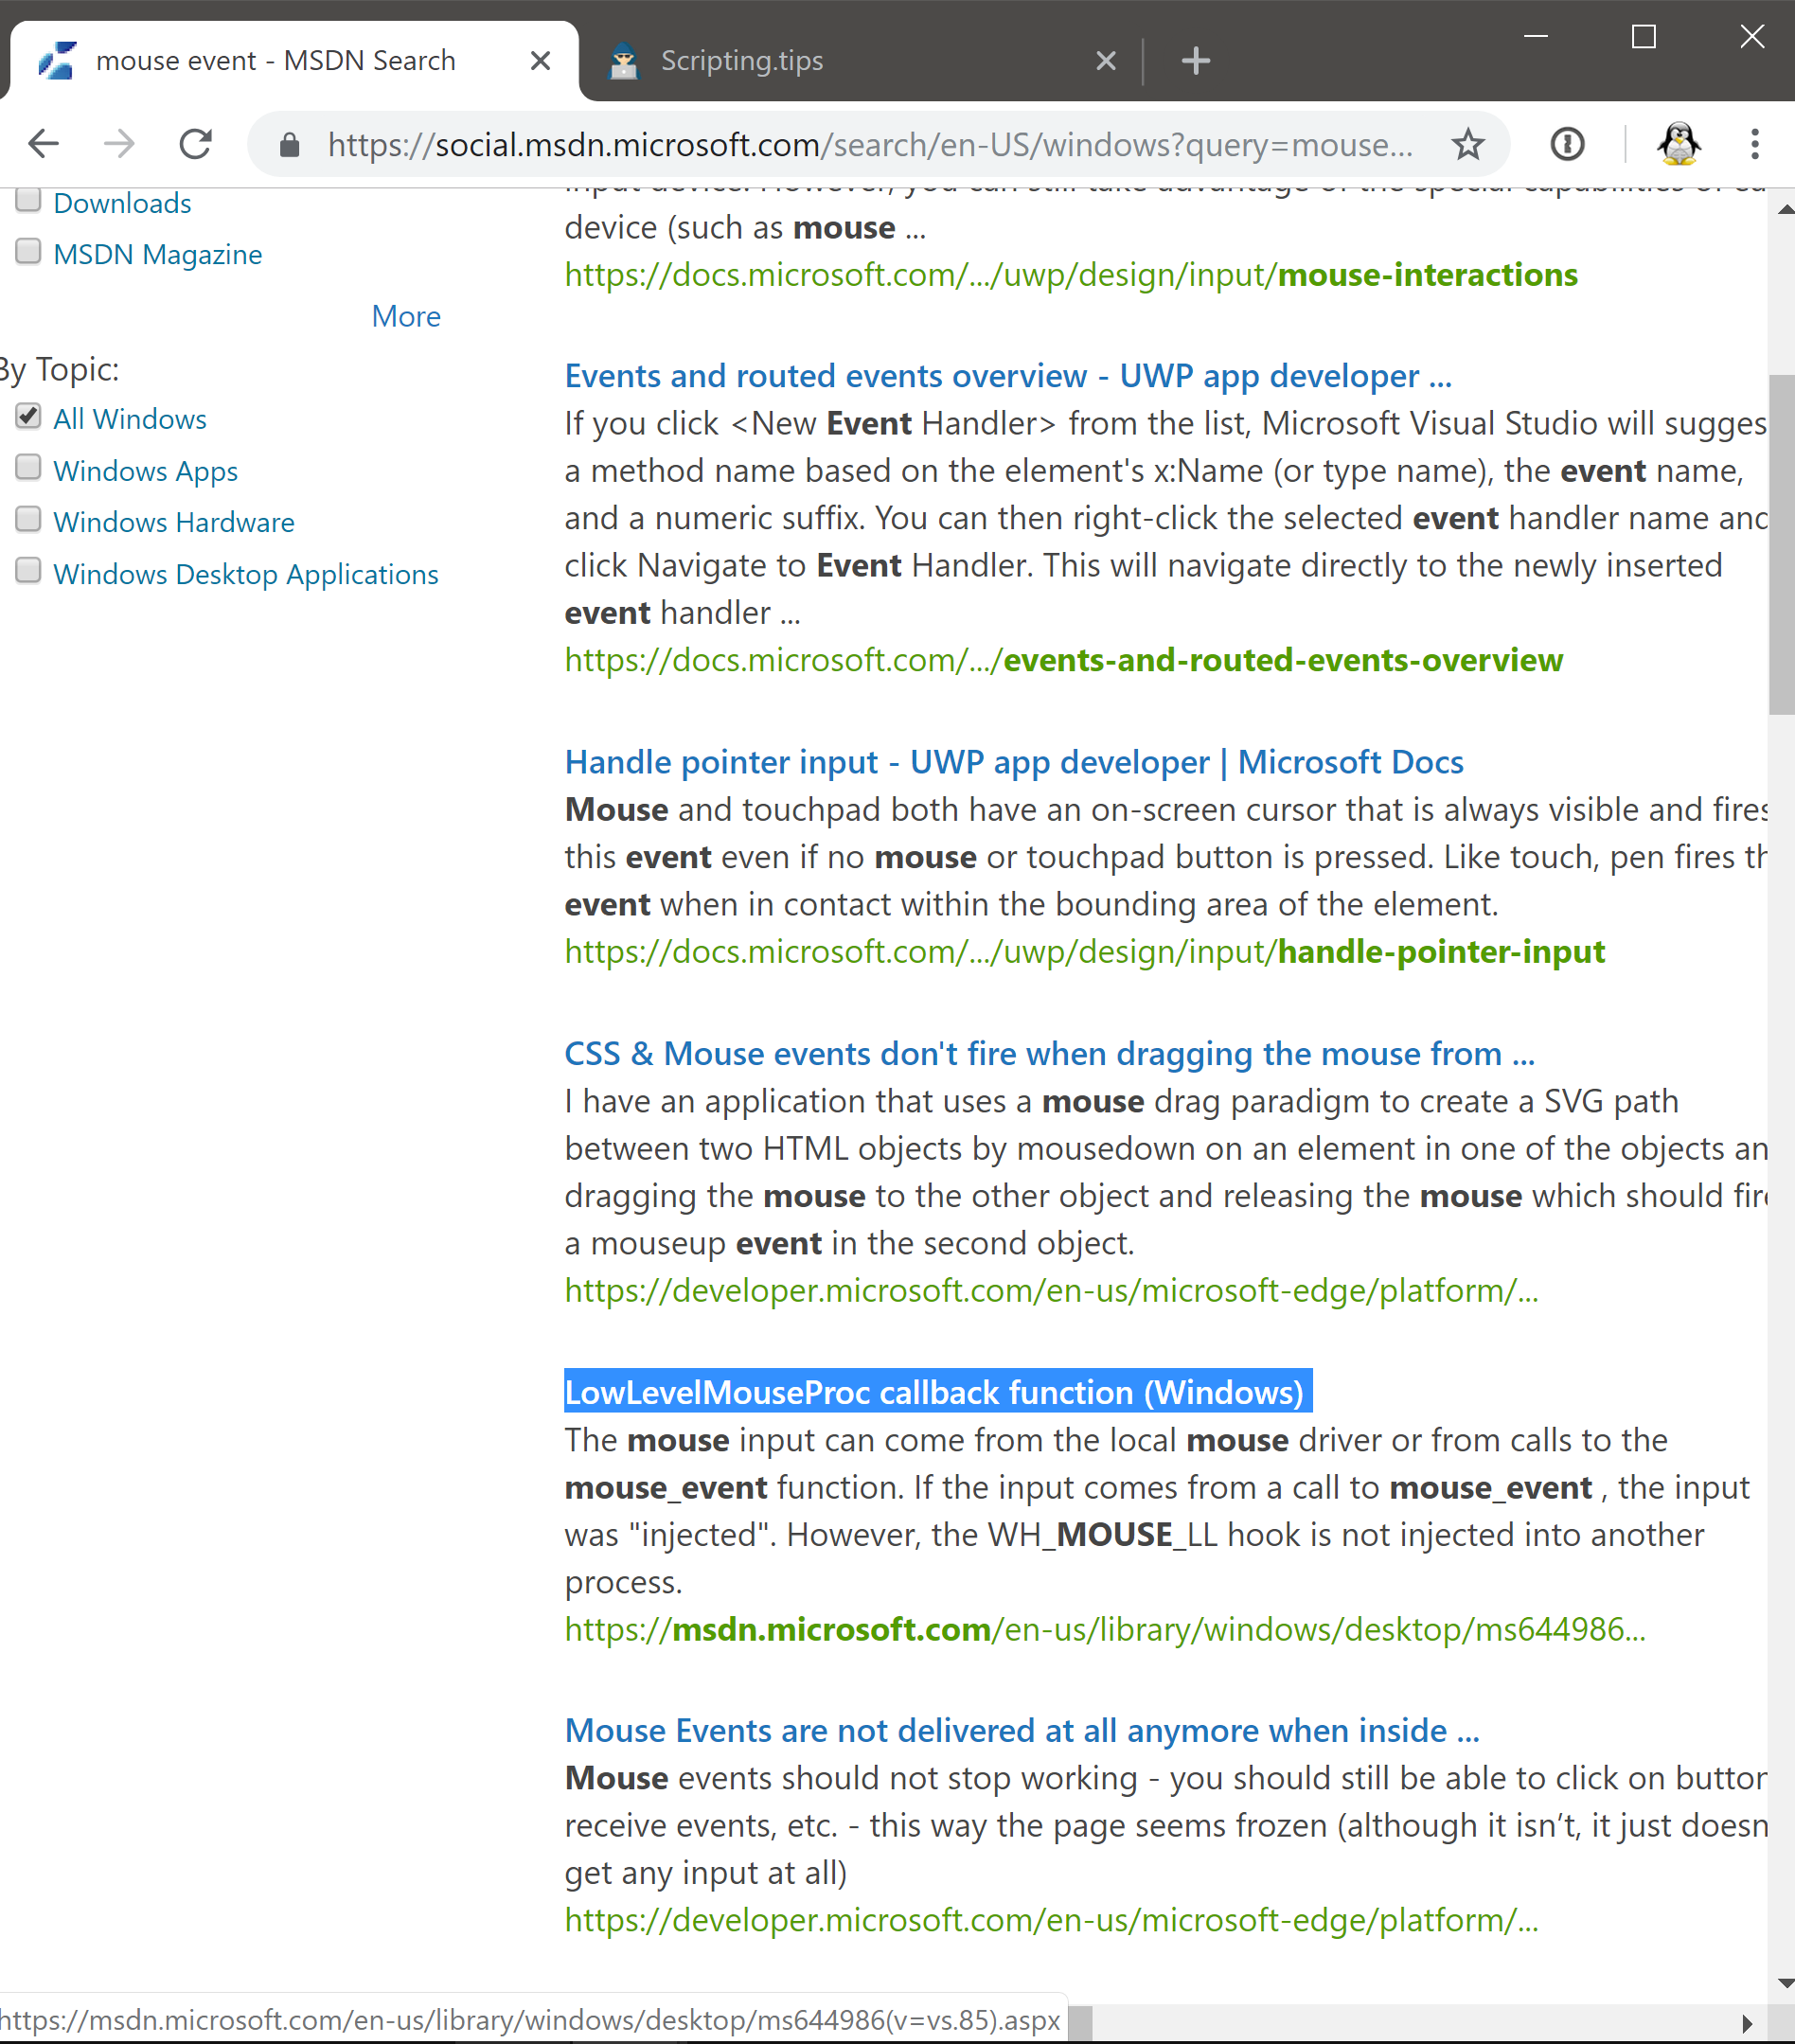 mouse event - MSDN Search
Scripting.tips
https://social.msdn.microsoft.com/search/en-US/windows?query=mouse...
Downloads
MSDN Magazine
More
By Topic:
All Windows
Windows Apps
Windows Hardware
Windows Desktop Applications
input device. However, you can still take advantage of the special capabilities of
device (such as mouse ...
https://docs.microsoft.com/.../uwp/design/input/mouse-interactions
Events and routed events overview - UWP app developer ...
If you click <New Event Handler> from the list, Microsoft Visual Studio will sugges
a method name based on the element's x:Name (or type name), the event name,
and a numeric suffix. You can then right-click the selected event handler name and
click Navigate to Event Handler. This will navigate directly to the newly inserted
event handler ...
https://docs.microsoft.com/.../events-and-routed-events-overview
Handle pointer input - UWP app developer | Microsoft Docs
Mouse and touchpad both have an on-screen cursor that is always visible and fires
this event even if no mouse or touchpad button is pressed. Like touch, pen fires th
event when in contact within the bounding area of the element.
https://docs.microsoft.com/.../uwp/design/input/handle-pointer-input
CSS & Mouse events don't fire when dragging the mouse from ...
I have an application that uses a mouse drag paradigm to create a SVG path
between two HTML objects by mousedown on an element in one of the objects an
dragging the mouse to the other object and releasing the mouse which should fire
a mouseup event in the second object.
https://developer.microsoft.com/en-us/microsoft-edge/platform/...
LowLevelMouseProc callback function (Windows)
The mouse input can come from the local mouse driver or from calls to the
mouse_event function. If the input comes from a call to mouse_event , the input
was "injected". However, the WH_MOUSE_LL hook is not injected into another
process.
https://msdn.microsoft.com/en-us/library/windows/desktop/ms644986...
Mouse Events are not delivered at all anymore when inside ...
Mouse events should not stop working - you should still be able to click on button
receive events, etc. - this way the page seems frozen (although it isn’t, it just doesn
get any input at all)
https://developer.microsoft.com/en-us/microsoft-edge/platform/...
https://msdn.microsoft.com/en-us/library/windows/desktop/ms644986(v=vs.85).aspx